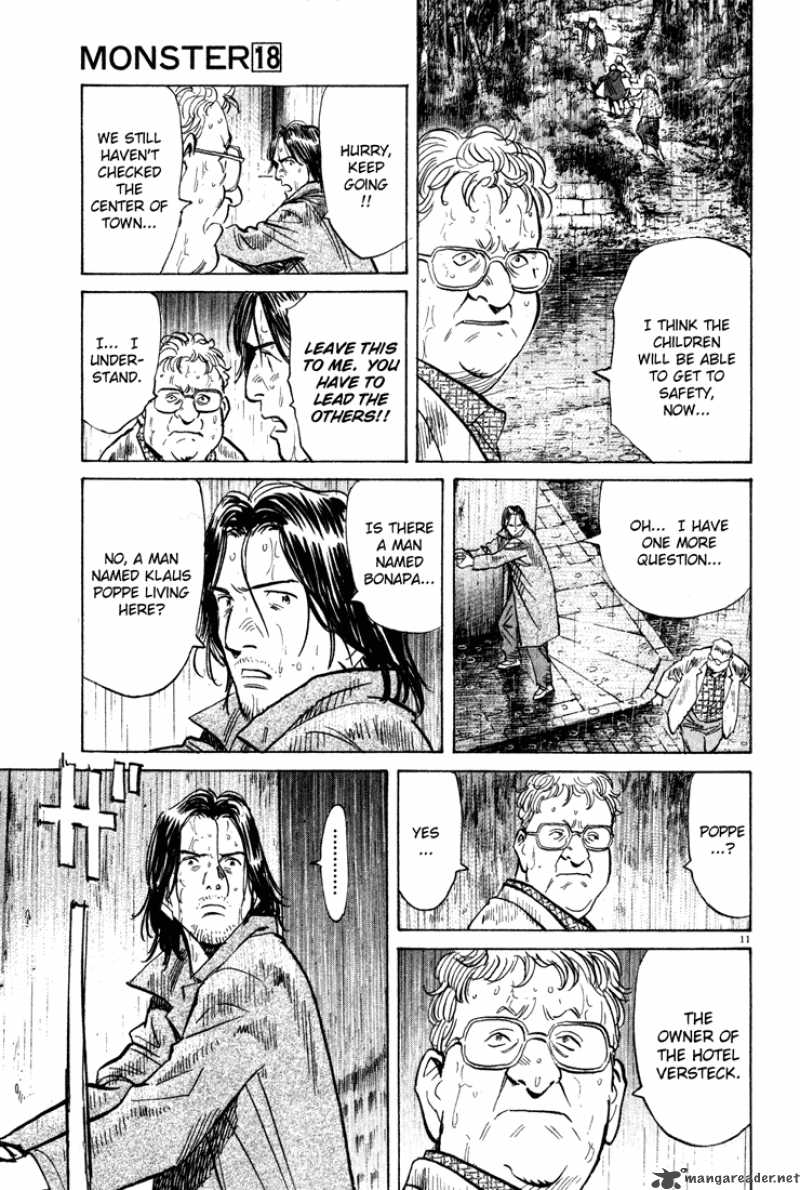 MONSTER 18
I THINK THE
CHILDREN
WILL BE ABLE
TO GET TO
SAFETY,
NOW...
HURRY,
KEEP
GOING
!!
WE STILL
HAVEN'T
CHECKED
THE
CENTER OF
TOWN...
LEAVE THIS
TO ME. YOU
HAVE TO
LEAD THE
OTHERS!!
I... I
UNDER-
STAND.
OH... I HAVE
ONE MORE
QUESTION...
IS THERE
A MAN
NAMED
BONAPA...
NO, A MAN
NAMED KLAUS
POPPE LIVING
HERE?
POPPE
...?
YES
...
11
THE
OWNER OF
THE HOTEL
VERSTECK.
.........
サ"
mangareader.net